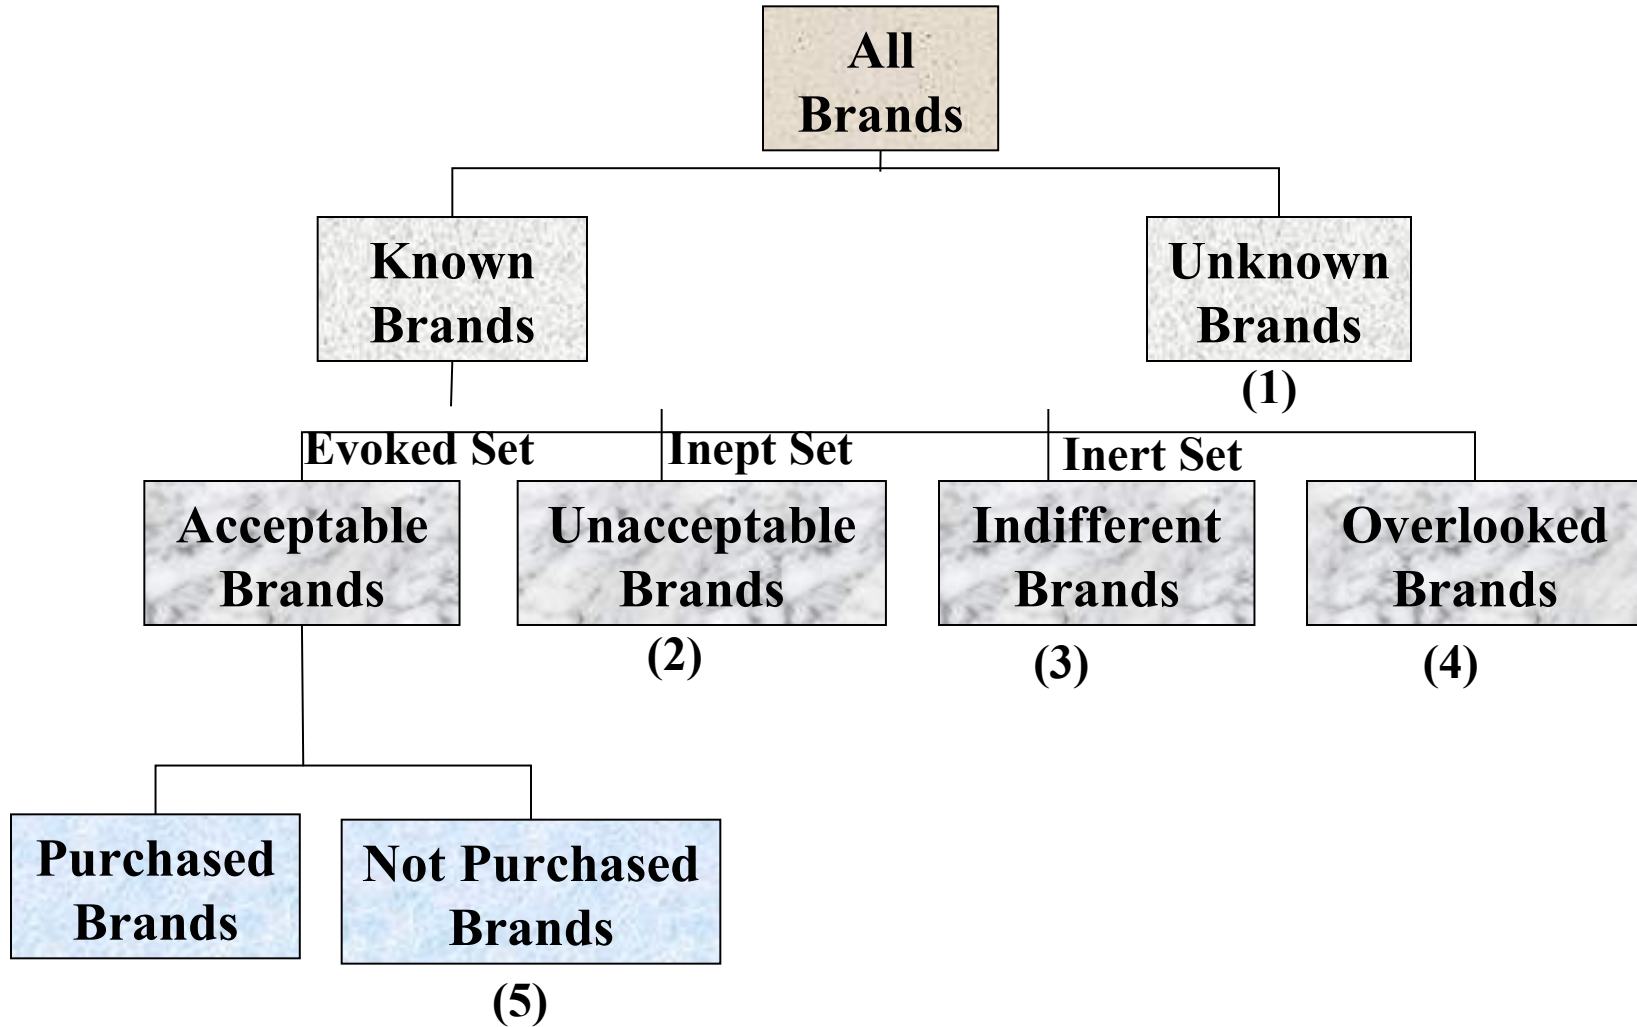 All
Brands
Known
Brands
Unknown
Brands
(1)
Evoked Set
Inept Set
Inert Set
Acceptable
Brands
Unacceptable
Brands
(2)
Indifferent
Brands
(3)
Overlooked
Brands
(4)
Purchased
Brands
Not Purchased
Brands
(5)